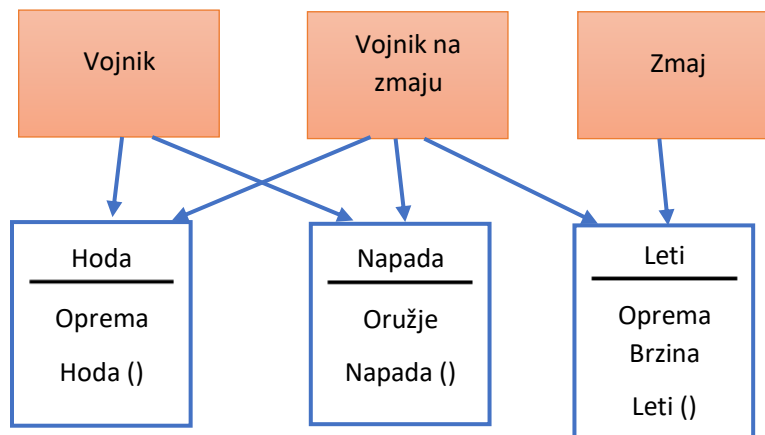 Vojnik
Vojnik na
zmaju
Zmaj
Hoda
Oprema
Hoda ()
Napada
Oružje
Napada ()
Leti
Oprema
Brzina
Leti ()